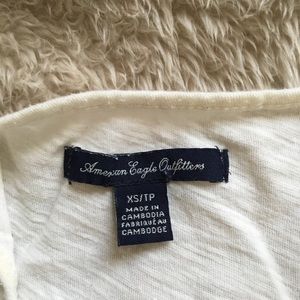 American Eagle Outfitters
XS/TP
MADE IN
CAMBODIA
FABRIQUÉ AU
CAMBODGE